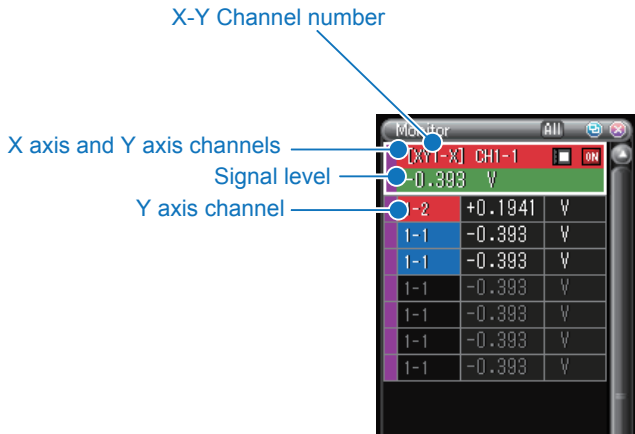 X-Y Channel number
Monitor All
X axis and Y axis channels
[XY1-X] CH1-1 ON
Signal level
-0.393 V
Y axis channel
1-2 +0.1941 V
1-1 -0.393 V
1-1 -0.393 V
1-1 -0.393 V
1-1 -0.393 V
1-1 -0.393 V
1-1 -0.393 V